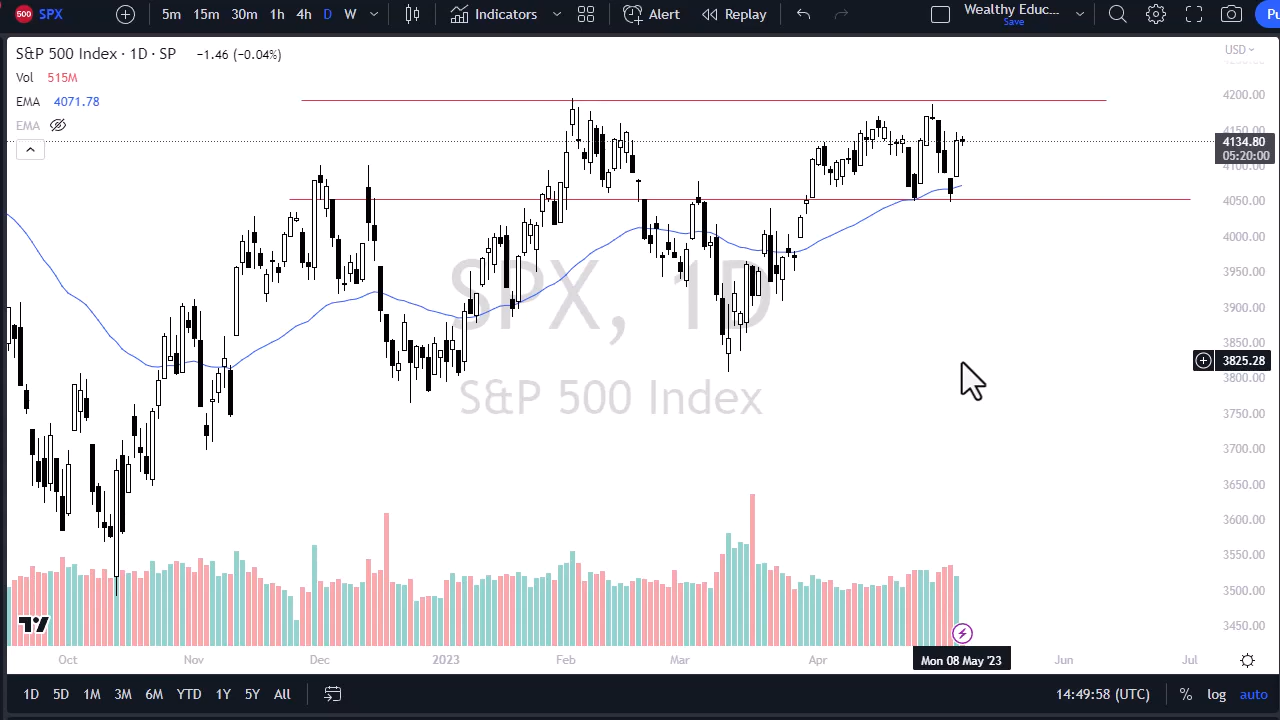 500 SPX 5m 15m 30m 1h 4h D W Indicators Alert Replay Wealthy Educ... Save Pu
S&P 500 Index · 1D · SP −1.46 (−0.04%)
USD
Vol 515M
EMA 4071.78
EMA
4200.00
4150.00
4134.80
05:20:00
4100.00
4050.00
4000.00
3950.00
3900.00
3850.00
3825.28
3800.00
3750.00
3700.00
3650.00
3600.00
3550.00
3500.00
3450.00
SPX, 1D
S&P 500 Index
Oct Nov Dec 2023 Feb Mar Apr Mon 08 May '23 Jun Jul
1D 5D 1M 3M 6M YTD 1Y 5Y All 14:49:58 (UTC) % log auto